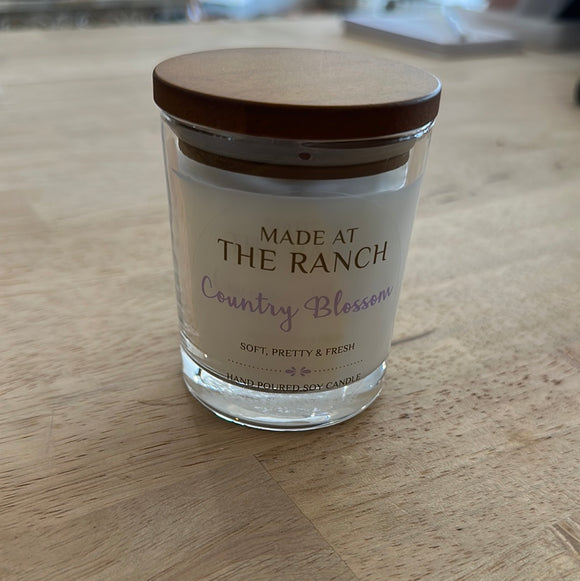 MADE AT
THE RANCH
Country Blossom
SOFT, PRETTY & FRESH
HAND POURED SOY CANDLE